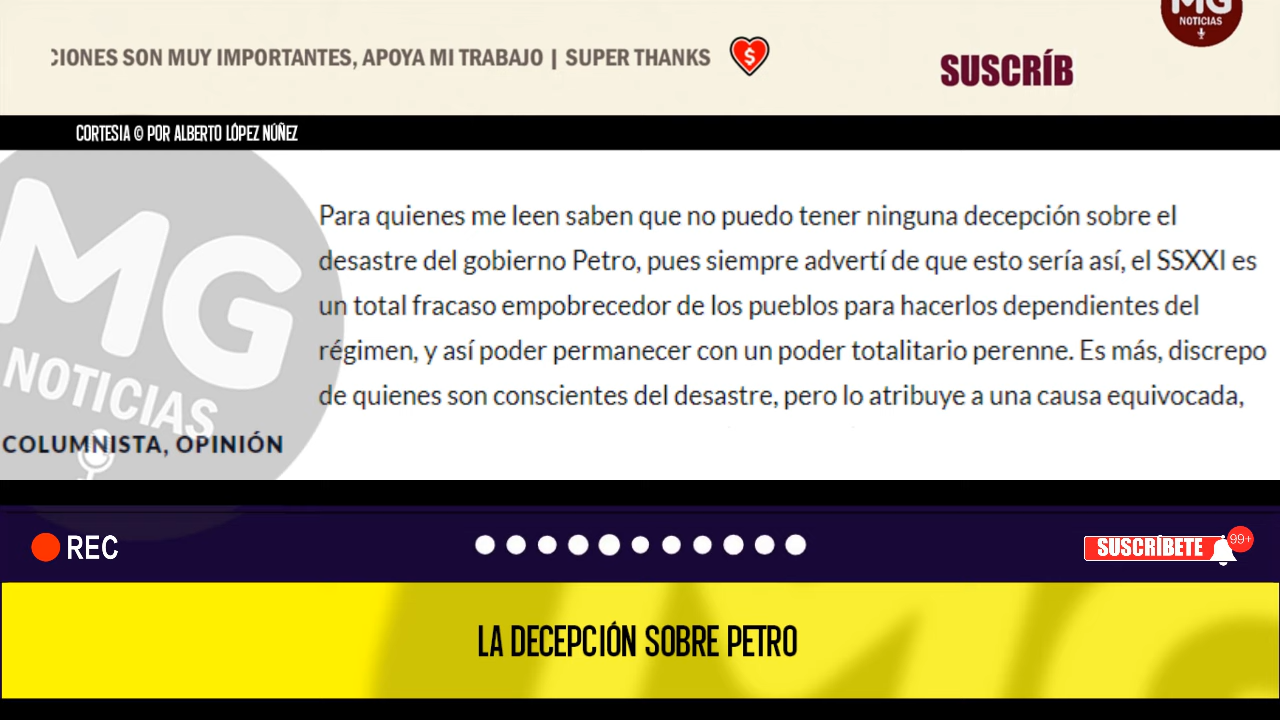 MG
NOTICIAS
CIONES SON MUY IMPORTANTES, APOYA MI TRABAJO | SUPER THANKS
$
SUSCRÍB
CORTESIA © POR ALBERTO LÓPEZ NÚÑEZ
MG
NOTICIAS
COLUMNISTA, OPINIÓN
Para quienes me leen saben que no puedo tener ninguna decepción sobre el
desastre del gobierno Petro, pues siempre advertí de que esto sería así, el SSXXI es
un total fracaso empobrecedor de los pueblos para hacerlos dependientes del
régimen, y así poder permanecer con un poder totalitario perenne. Es más, discrepo
de quienes son conscientes del desastre, pero lo atribuye a una causa equivocada,
REC
SUSCRÍBETE
99+
LA DECEPCIÓN SOBRE PETRO